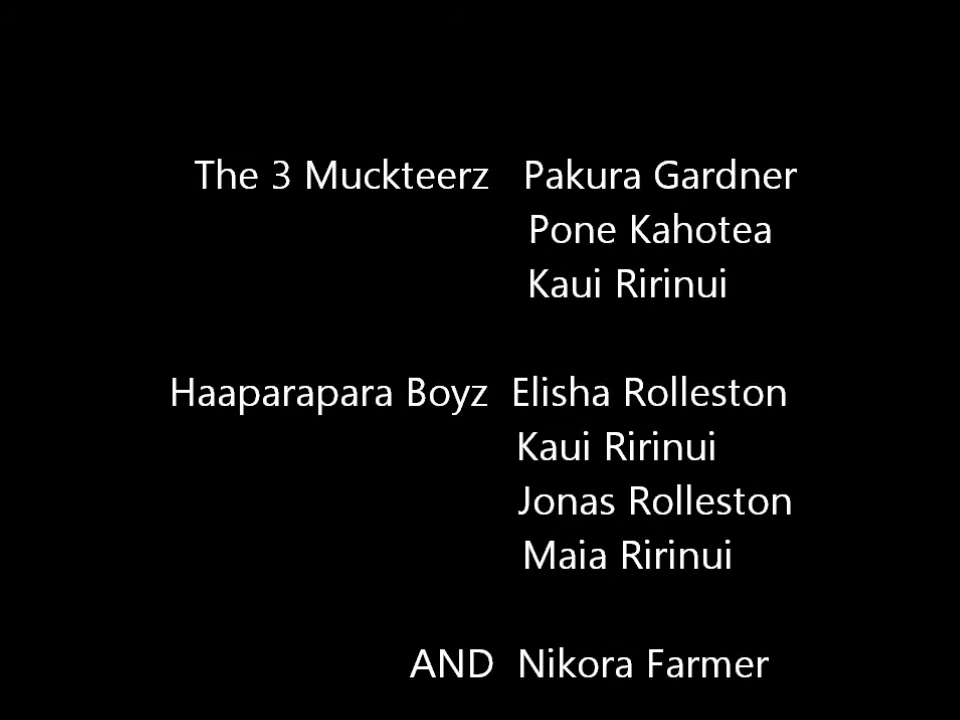 The 3 Muckteerz Pakura Gardner
Pone Kahotea
Kaui Ririnui
Haaparapara Boyz Elisha Rolleston
Kaui Ririnui
Jonas Rolleston
Maia Ririnui
AND Nikora Farmer